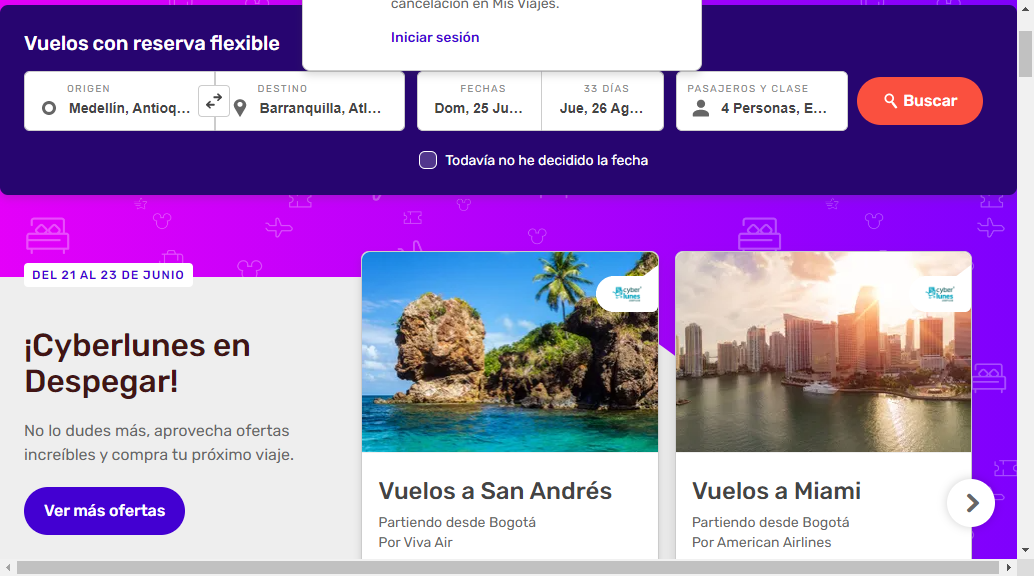 cancelación en Mis Viajes.
Iniciar sesión
Vuelos con reserva flexible
ORIGEN
Medellín, Antioq...
DESTINO
Barranquilla, Atl...
FECHAS
Dom, 25 Ju...
33 DÍAS
Jue, 26 Ag...
PASAJEROS Y CLASE
4 Personas, E...
Buscar
Todavía no he decidido la fecha
DEL 21 AL 23 DE JUNIO
¡Cyberlunes en
Despegar!
No lo dudes más, aprovecha ofertas
increíbles y compra tu próximo viaje.
Ver más ofertas
cyber
lunes
Vuelos a San Andrés
Partiendo desde Bogotá
Por Viva Air
cyber
lunes
Vuelos a Miami
Partiendo desde Bogotá
Por American Airlines